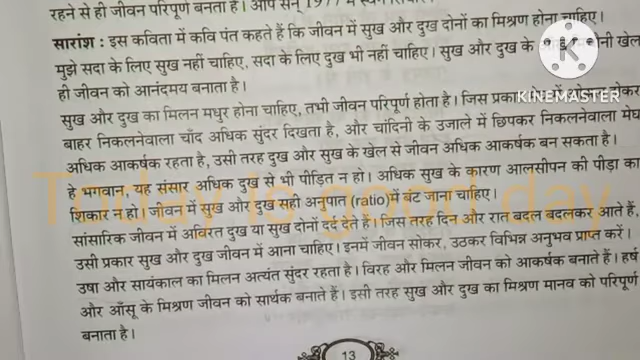 रहने से ही जीवन परिपूर्ण बनता है। आप सन् 1977 में
सारांश : इस कविता में कवि पंत कहते हैं कि जीवन में सुख और दुख दोनों का मिश्रण होना चाहिए।
मुझे सदा के लिए सुख नहीं चाहिए, सदा के लिए दुख भी नहीं चाहिए। सुख और दुख के खेल
ही जीवन को आनंदमय बनाता है।
सुख और दुख का मिलन मधुर होना चाहिए, तभी जीवन परिपूर्ण होता है। जिस प्रकार
बाहर निकलनेवाला चाँद अधिक सुंदर दिखता है, और चांदिनी के उजाले में छिपकर निकलनेवाला मेघ
अधिक आकर्षक रहता है, उसी तरह दुख और सुख के खेल से जीवन अधिक आकर्षक बन सकता है।
हे भगवान, यह संसार अधिक दुख से भी पीड़ित न हो। अधिक सुख के कारण आलसीपन की पीड़ा का
शिकार न हो। जीवन में सुख और दुख सही अनुपात (ratio)में बंट जाना चाहिए।
सांसारिक जीवन में अविरत दुख या सुख दोनों दर्द देते हैं। जिस तरह दिन और रात बदल बदलकर आते हैं,
उसी प्रकार सुख और दुख जीवन में आना चाहिए। इनमें जीवन सोकर, उठकर विभिन्न अनुभव प्राप्त करें।
उषा और सायंकाल का मिलन अत्यंत सुंदर रहता है। विरह और मिलन जीवन को आकर्षक बनाते हैं। हर्ष
और आँसू के मिश्रण जीवन को सार्थक बनाते हैं। इसी तरह सुख और दुख का मिश्रण मानव को परिपूर्ण
बनाता है।
13
KINEMASTER
Today is good day